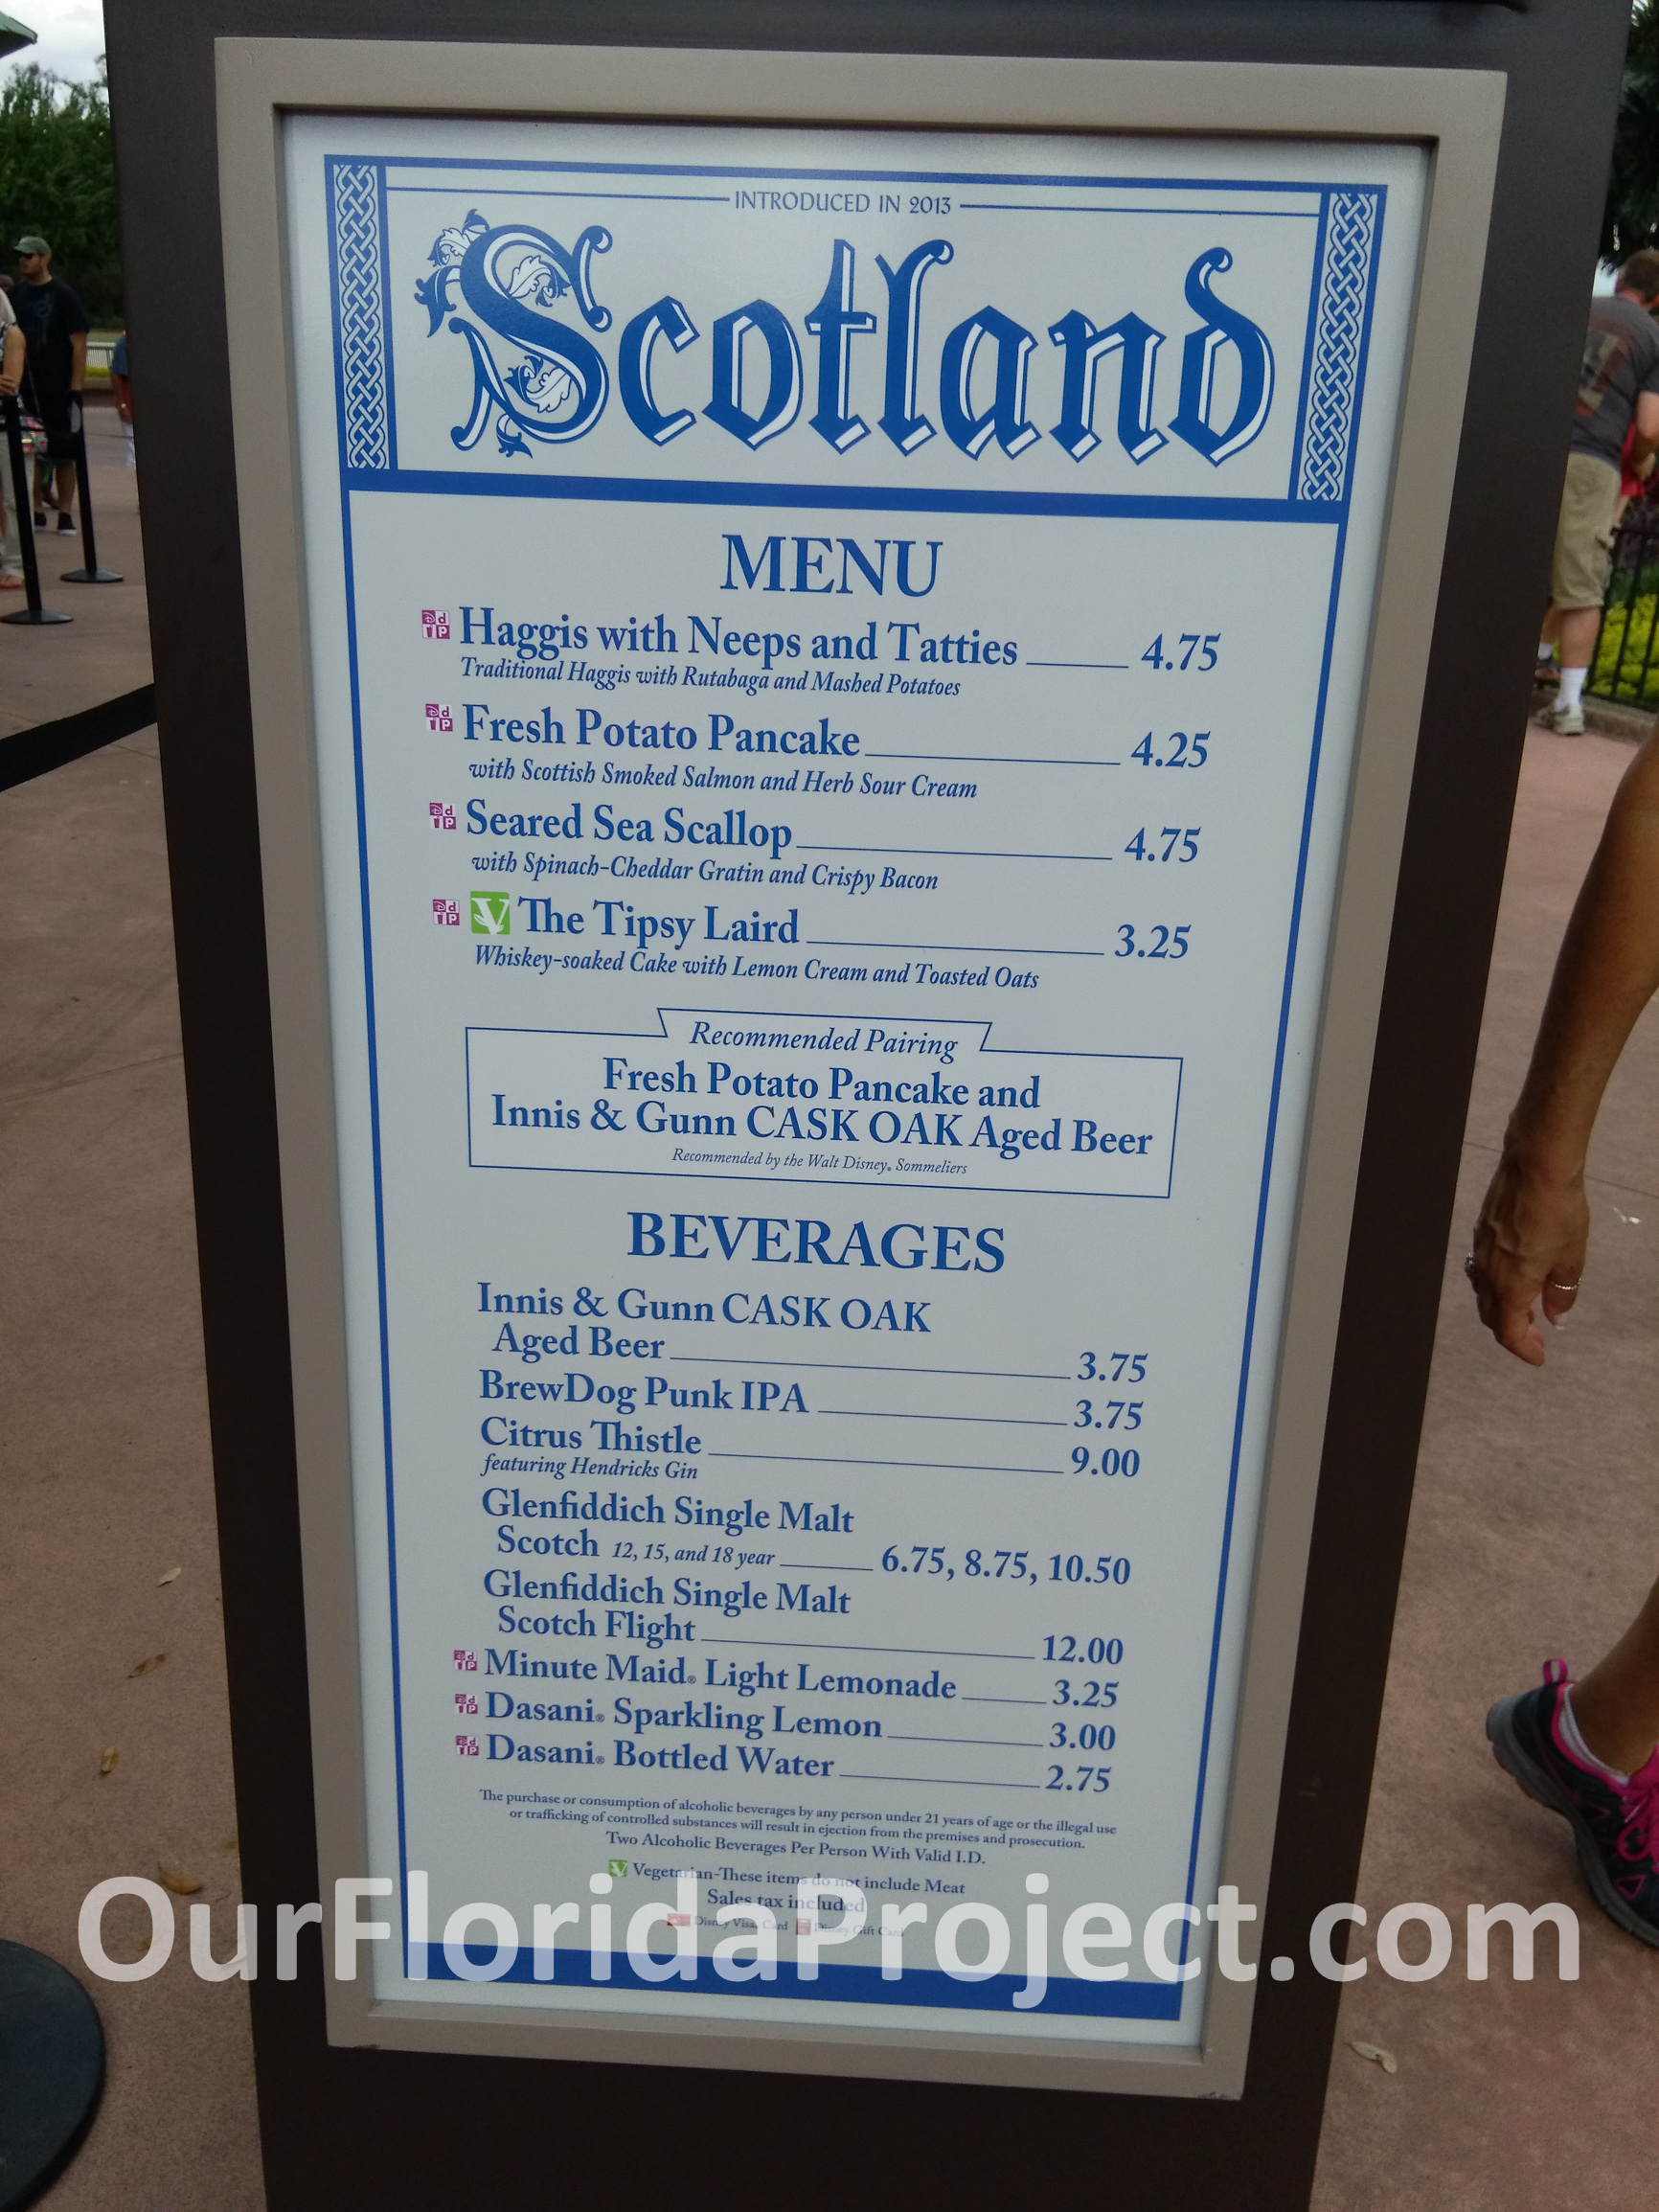 INTRODUCED IN 2013
Scotland
MENU
Haggis with Neeps and Tatties 4.75
Traditional Haggis with Rutabaga and Mashed Potatoes
Fresh Potato Pancake 4.25
with Scottish Smoked Salmon and Herb Sour Cream
Seared Sea Scallop 4.75
with Spinach-Cheddar Gratin and Crispy Bacon
V The Tipsy Laird 3.25
Whiskey-soaked Cake with Lemon Cream and Toasted Oats
Recommended Pairing
Fresh Potato Pancake and
Innis & Gunn CASK OAK Aged Beer
Recommended by the Walt Disney® Sommeliers
BEVERAGES
Innis & Gunn CASK OAK
Aged Beer 3.75
BrewDog Punk IPA 3.75
Citrus Thistle 9.00
featuring Hendricks Gin
Glenfiddich Single Malt
Scotch 12, 15, and 18 year 6.75, 8.75, 10.50
Glenfiddich Single Malt
Scotch Flight 12.00
Minute Maid® Light Lemonade 3.25
Dasani® Sparkling Lemon 3.00
Dasani® Bottled Water 2.75
The purchase or consumption of alcoholic beverages by any person under 21 years of age or the illegal use
or trafficking of controlled substances will result in ejection from the premises and prosecution.
Two Alcoholic Beverages Per Person With Valid I.D.
V Vegetarian-These items do not include Meat
Sales tax included
Disney Visa® Card Disney Gift Card
OurFloridaProject.com